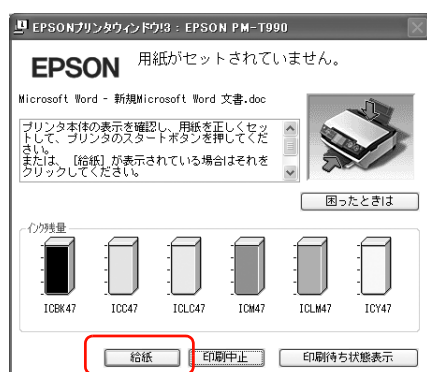 EPSONプリンタウィンドウ!3 : EPSON PM-T990
EPSON
用紙がセットされていません。
Microsoft Word - 新規Microsoft Word 文書.doc
プリンタ本体の表示を確認し、用紙を正しくセッ
トして、プリンタのスタートボタンを押してくだ
さい。
または、［給紙］が表示されている場合はそれを
クリックしてください。
困ったときは
インク残量
ICBK47
ICC47
ICLC47
ICM47
ICLM47
ICY47
給紙
印刷中止
印刷待ち状態表示